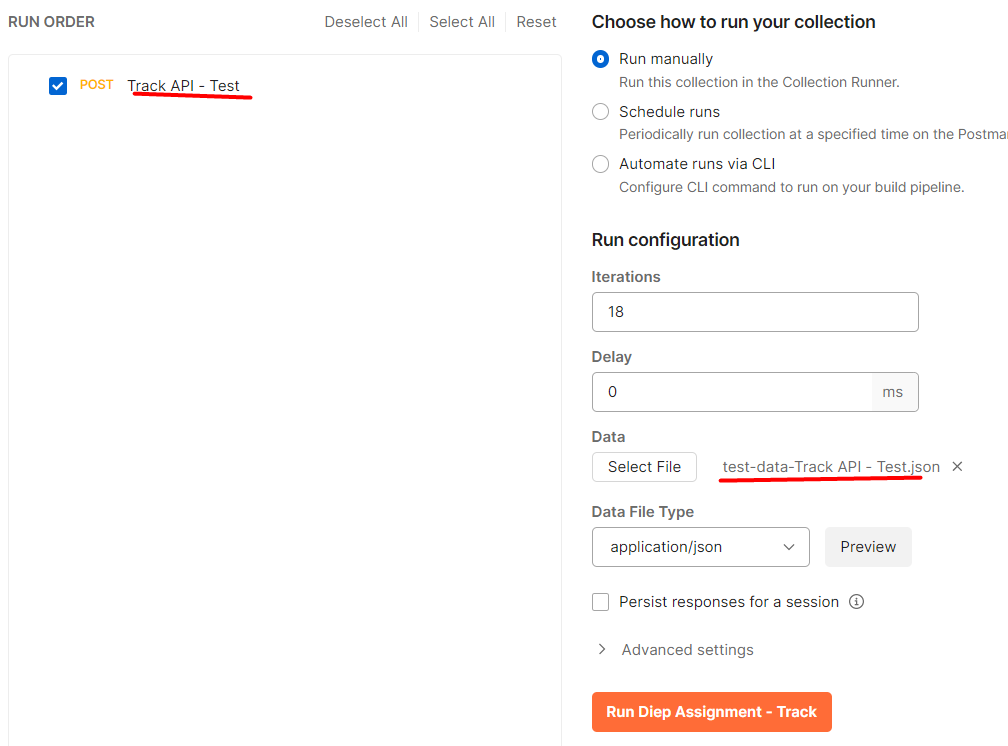 RUN ORDER
Deselect All
Select All
Reset
POST Track API - Test
Choose how to run your collection
Run manually
Run this collection in the Collection Runner.
Schedule runs
Periodically run collection at a specified time on the Postma
Automate runs via CLI
Configure CLI command to run on your build pipeline.
Run configuration
Iterations
18
Delay
0 ms
Data
Select File test-data-Track API - Test.json
Data File Type
application/json Preview
Persist responses for a session
Advanced settings
Run Diep Assignment - Track